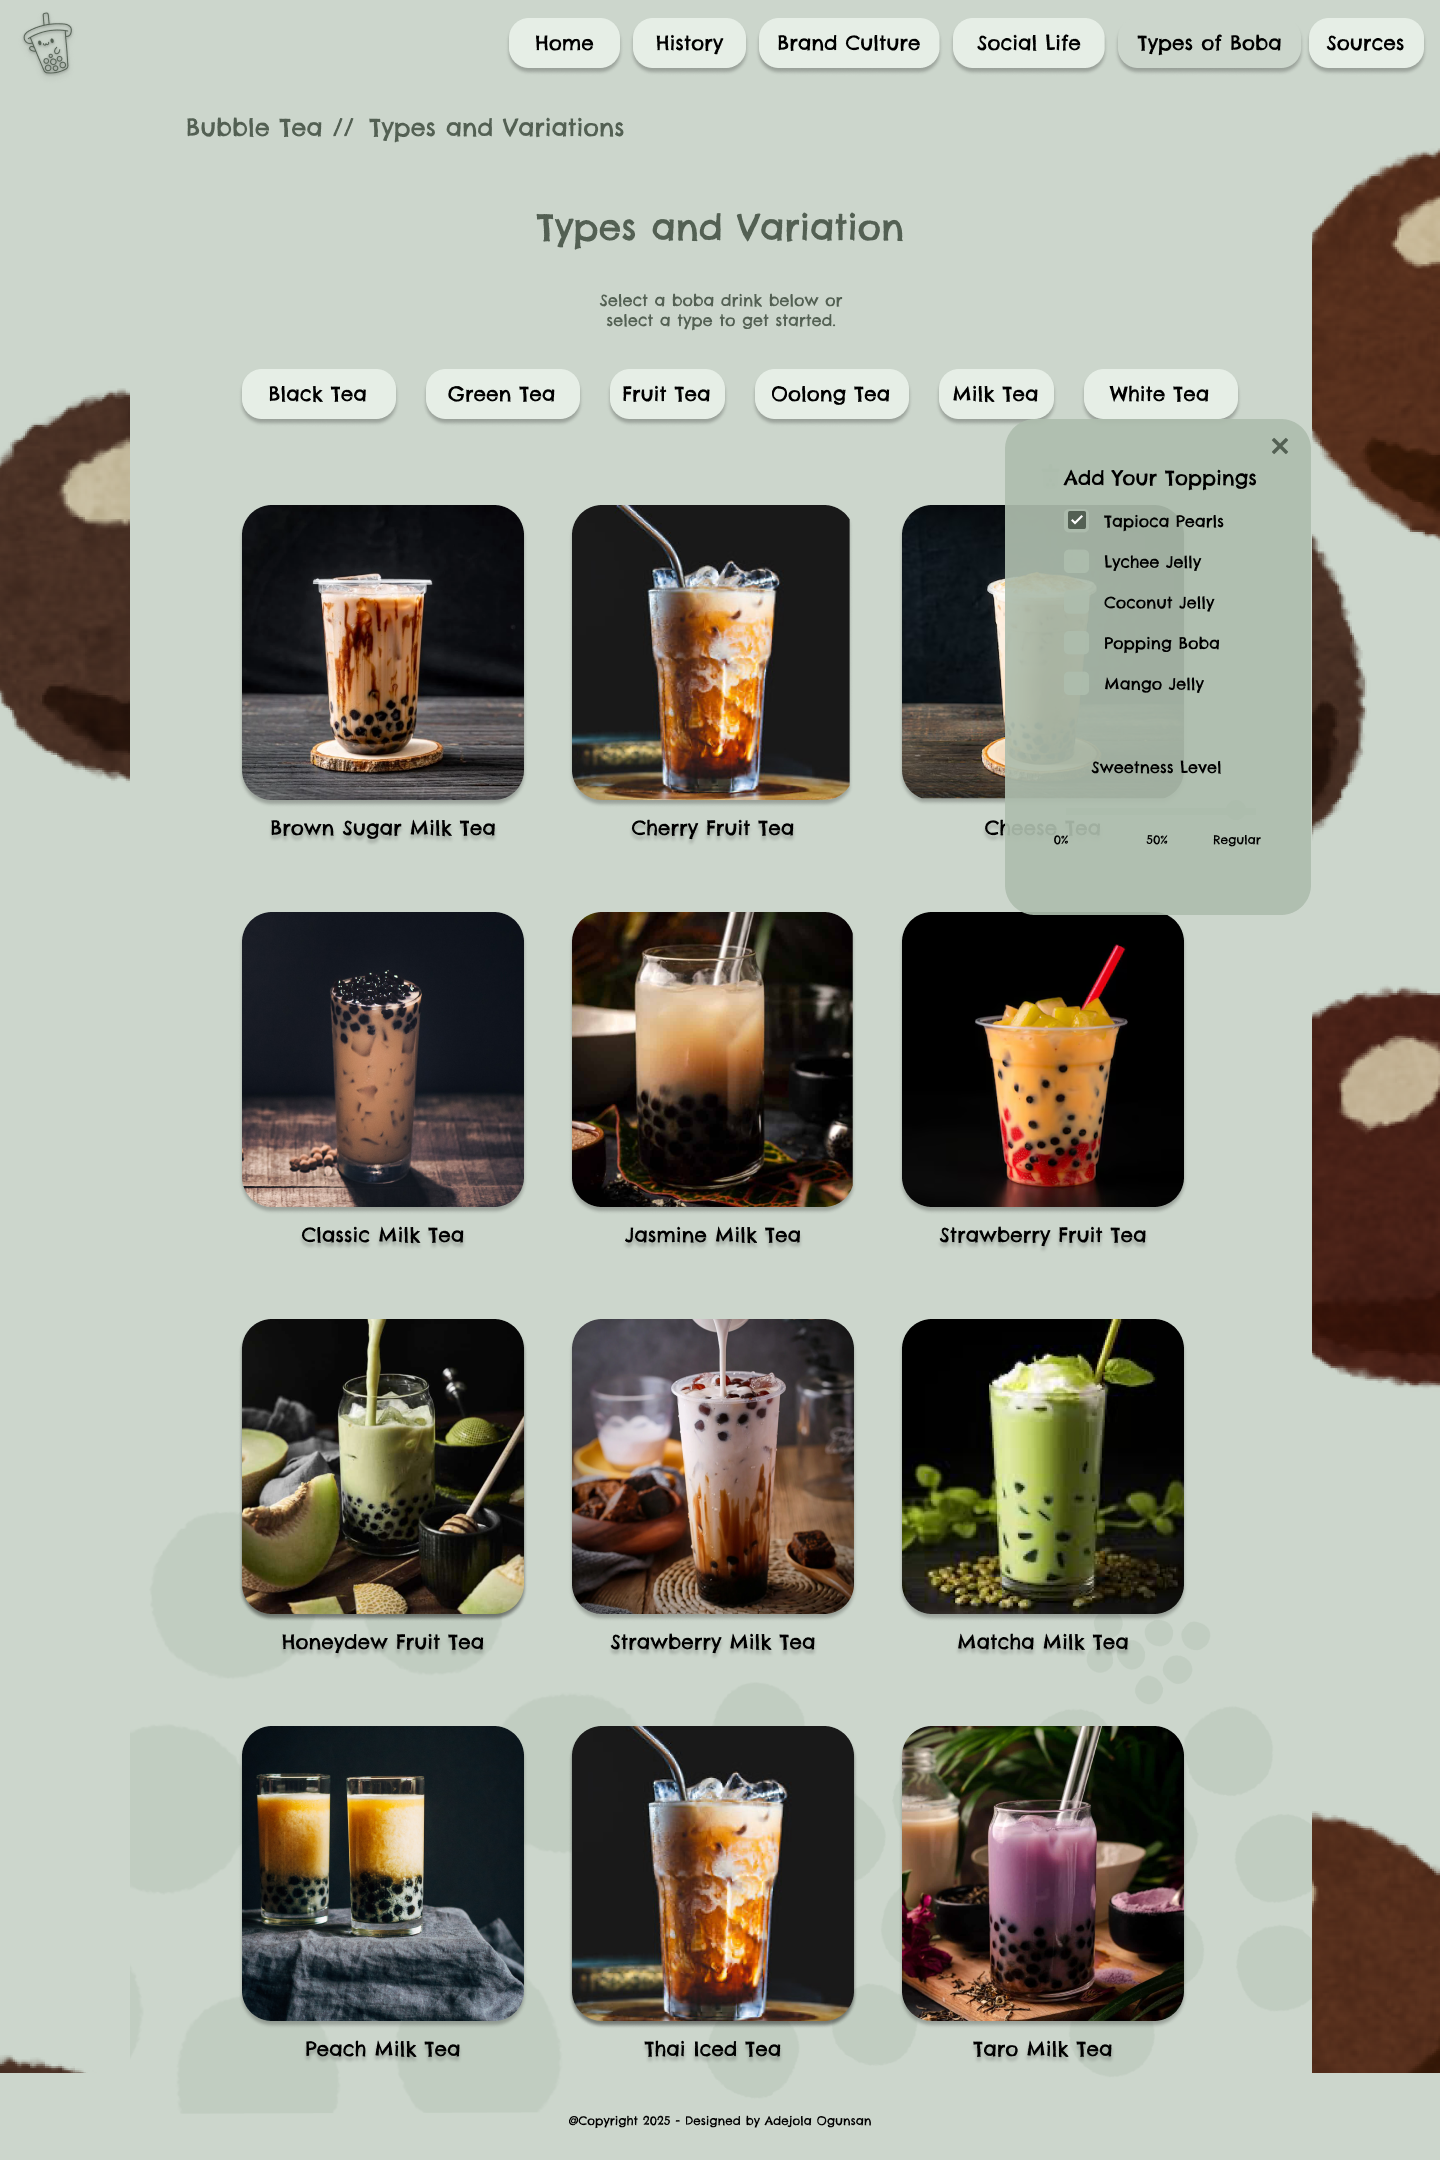 Home
History
Brand Culture
Social Life
Types of Boba
Sources
Bubble Tea // Types and Variations
Types and Variation
Select a boba drink below or
select a type to get started.
Black Tea
Green Tea
Fruit Tea
Oolong Tea
Milk Tea
White Tea
Add Your Toppings
Tapioca Pearls
Lychee Jelly
Coconut Jelly
Popping Boba
Mango Jelly
Sweetness Level
0%
50%
Regular
Brown Sugar Milk Tea
Cherry Fruit Tea
Cheese Tea
Classic Milk Tea
Jasmine Milk Tea
Strawberry Fruit Tea
Honeydew Fruit Tea
Strawberry Milk Tea
Matcha Milk Tea
Peach Milk Tea
Thai Iced Tea
Taro Milk Tea
@Copyright 2025 - Designed by Adejola Ogunsan